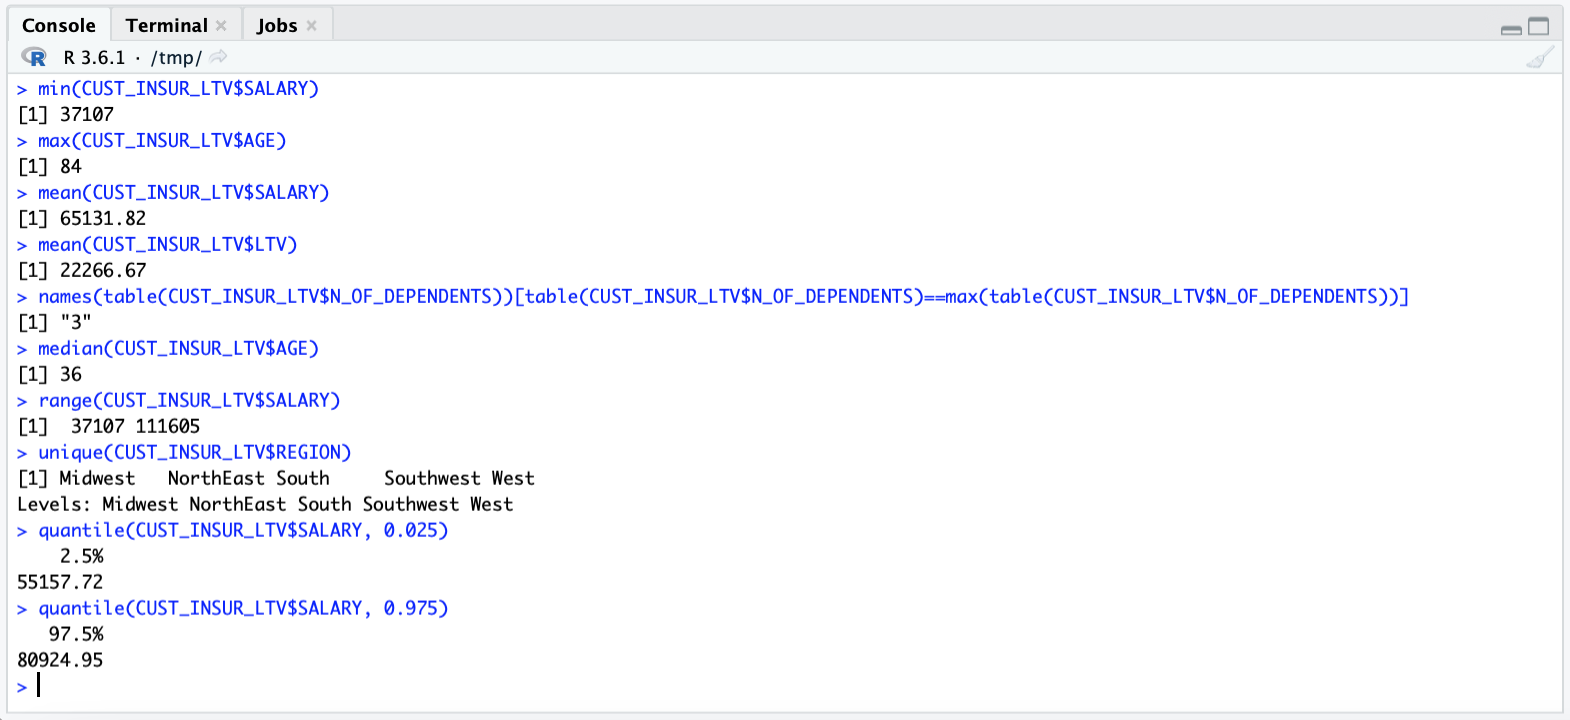 Console Terminal × Jobs ×
R R 3.6.1 · /tmp/
> min(CUST_INSUR_LTV$SALARY)
[1] 37107
> max(CUST_INSUR_LTV$AGE)
[1] 84
> mean(CUST_INSUR_LTV$SALARY)
[1] 65131.82
> mean(CUST_INSUR_LTV$LTV)
[1] 22266.67
> names(table(CUST_INSUR_LTV$N_OF_DEPENDENTS))[table(CUST_INSUR_LTV$N_OF_DEPENDENTS)==max(table(CUST_INSUR_LTV$N_OF_DEPENDENTS))]
[1] "3"
> median(CUST_INSUR_LTV$AGE)
[1] 36
> range(CUST_INSUR_LTV$SALARY)
[1]  37107 111605
> unique(CUST_INSUR_LTV$REGION)
[1] Midwest   NorthEast South     Southwest West
Levels: Midwest NorthEast South Southwest West
> quantile(CUST_INSUR_LTV$SALARY, 0.025)
    2.5%
55157.72
> quantile(CUST_INSUR_LTV$SALARY, 0.975)
   97.5%
80924.95
>